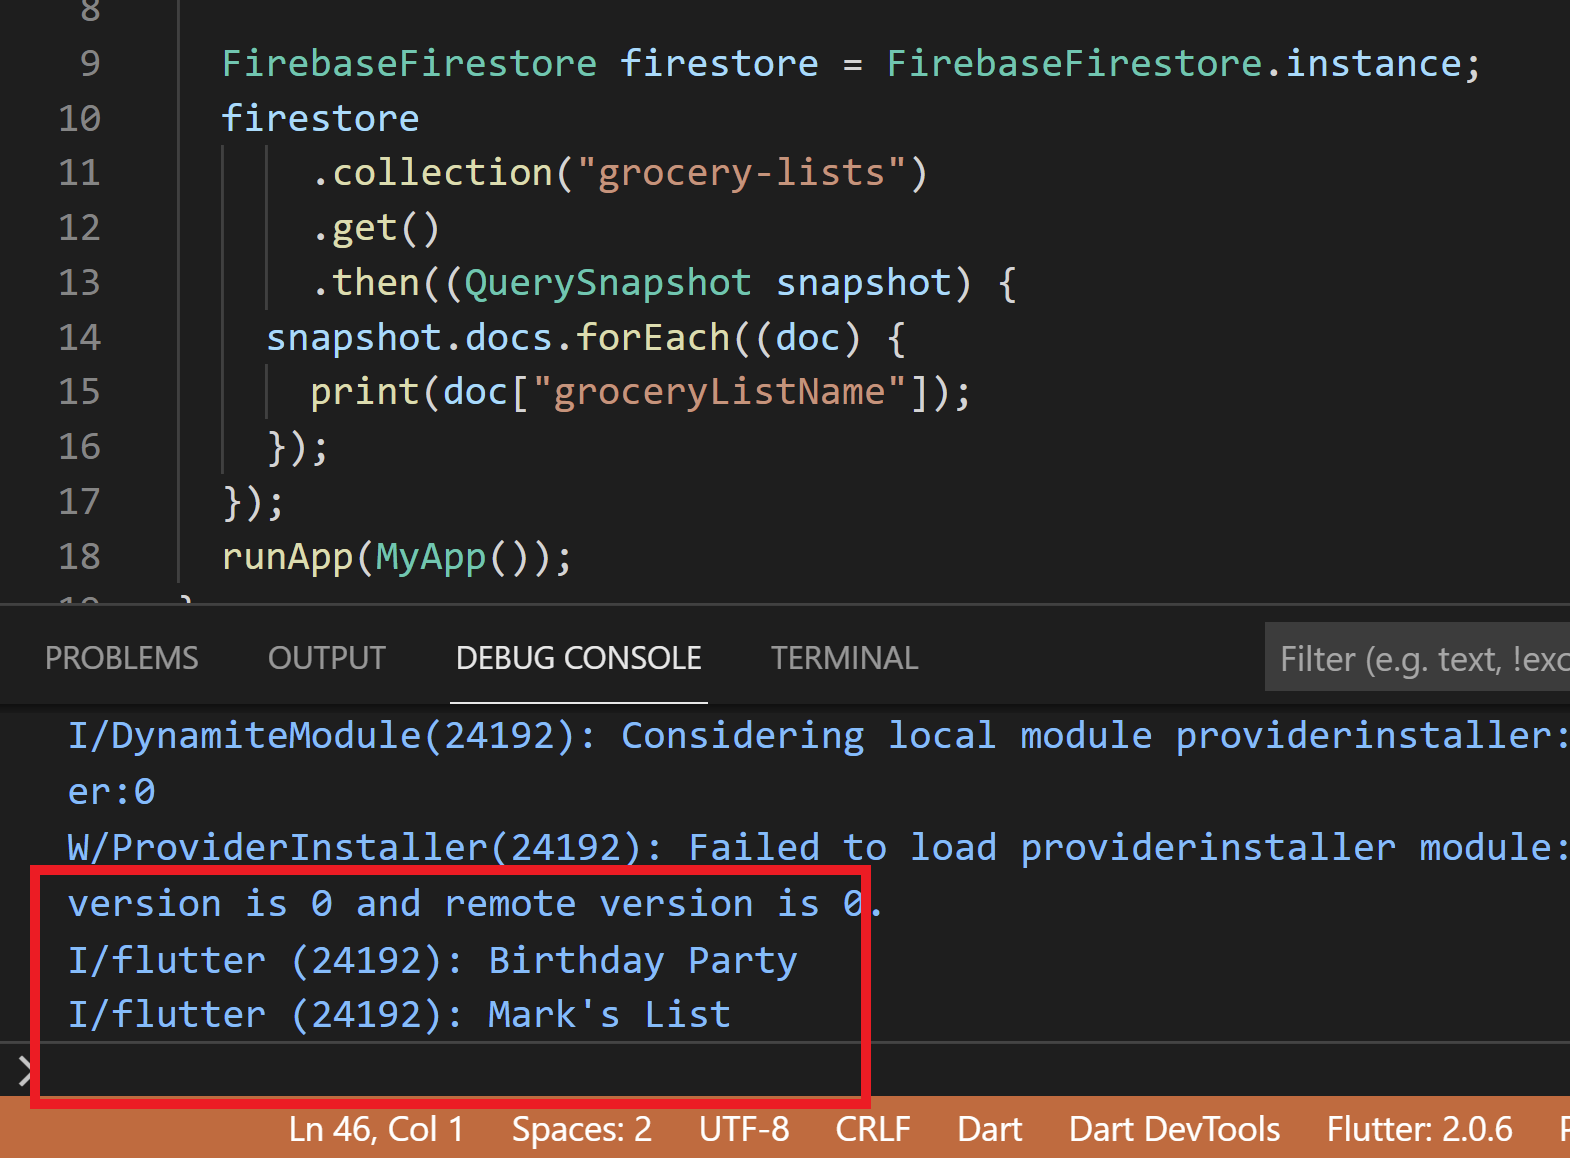 8
9 FirebaseFirestore firestore = FirebaseFirestore.instance;
10 firestore
11 .collection("grocery-lists")
12 .get()
13 .then((QuerySnapshot snapshot) {
14 snapshot.docs.forEach((doc) {
15 print(doc["groceryListName"]);
16 });
17 });
18 runApp(MyApp());
PROBLEMS OUTPUT DEBUG CONSOLE TERMINAL Filter (e.g. text, !exc
I/DynamiteModule(24192): Considering local module providerinstaller:
er:0
W/ProviderInstaller(24192): Failed to load providerinstaller module:
version is 0 and remote version is 0.
I/flutter (24192): Birthday Party
I/flutter (24192): Mark's List
Ln 46, Col 1 Spaces: 2 UTF-8 CRLF Dart Dart DevTools Flutter: 2.0.6